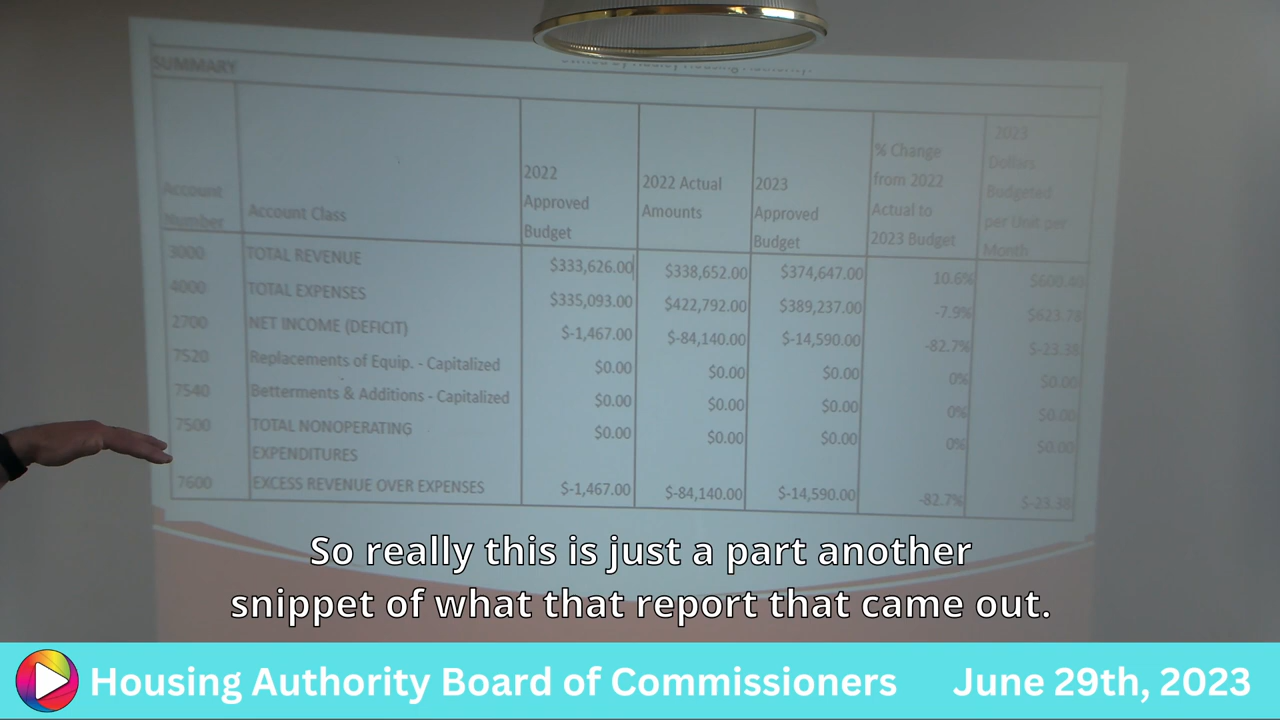 SUMMARY
Account Number
Account Class
2022 Approved Budget
2022 Actual Amounts
2023 Approved Budget
% Change from 2022 Actual to 2023 Budget
2023 Dollars Budgeted per Unit per Month
3000 TOTAL REVENUE $333,626.00 $338,652.00 $374,647.00 10.6% $600.40
4000 TOTAL EXPENSES $335,093.00 $422,792.00 $389,237.00 -7.9% $623.78
2700 NET INCOME (DEFICIT) $-1,467.00 $-84,140.00 $-14,590.00 -82.7% $-23.38
7520 Replacements of Equip. - Capitalized $0.00 $0.00 $0.00 0% $0.00
7540 Betterments & Additions - Capitalized $0.00 $0.00 $0.00 0% $0.00
7500 TOTAL NONOPERATING EXPENDITURES $0.00 $0.00 $0.00 0% $0.00
7600 EXCESS REVENUE OVER EXPENSES $-1,467.00 $-84,140.00 $-14,590.00 -82.7% $-23.38
So really this is just a part another
snippet of what that report that came out.
Housing Authority Board of Commissioners June 29th, 2023